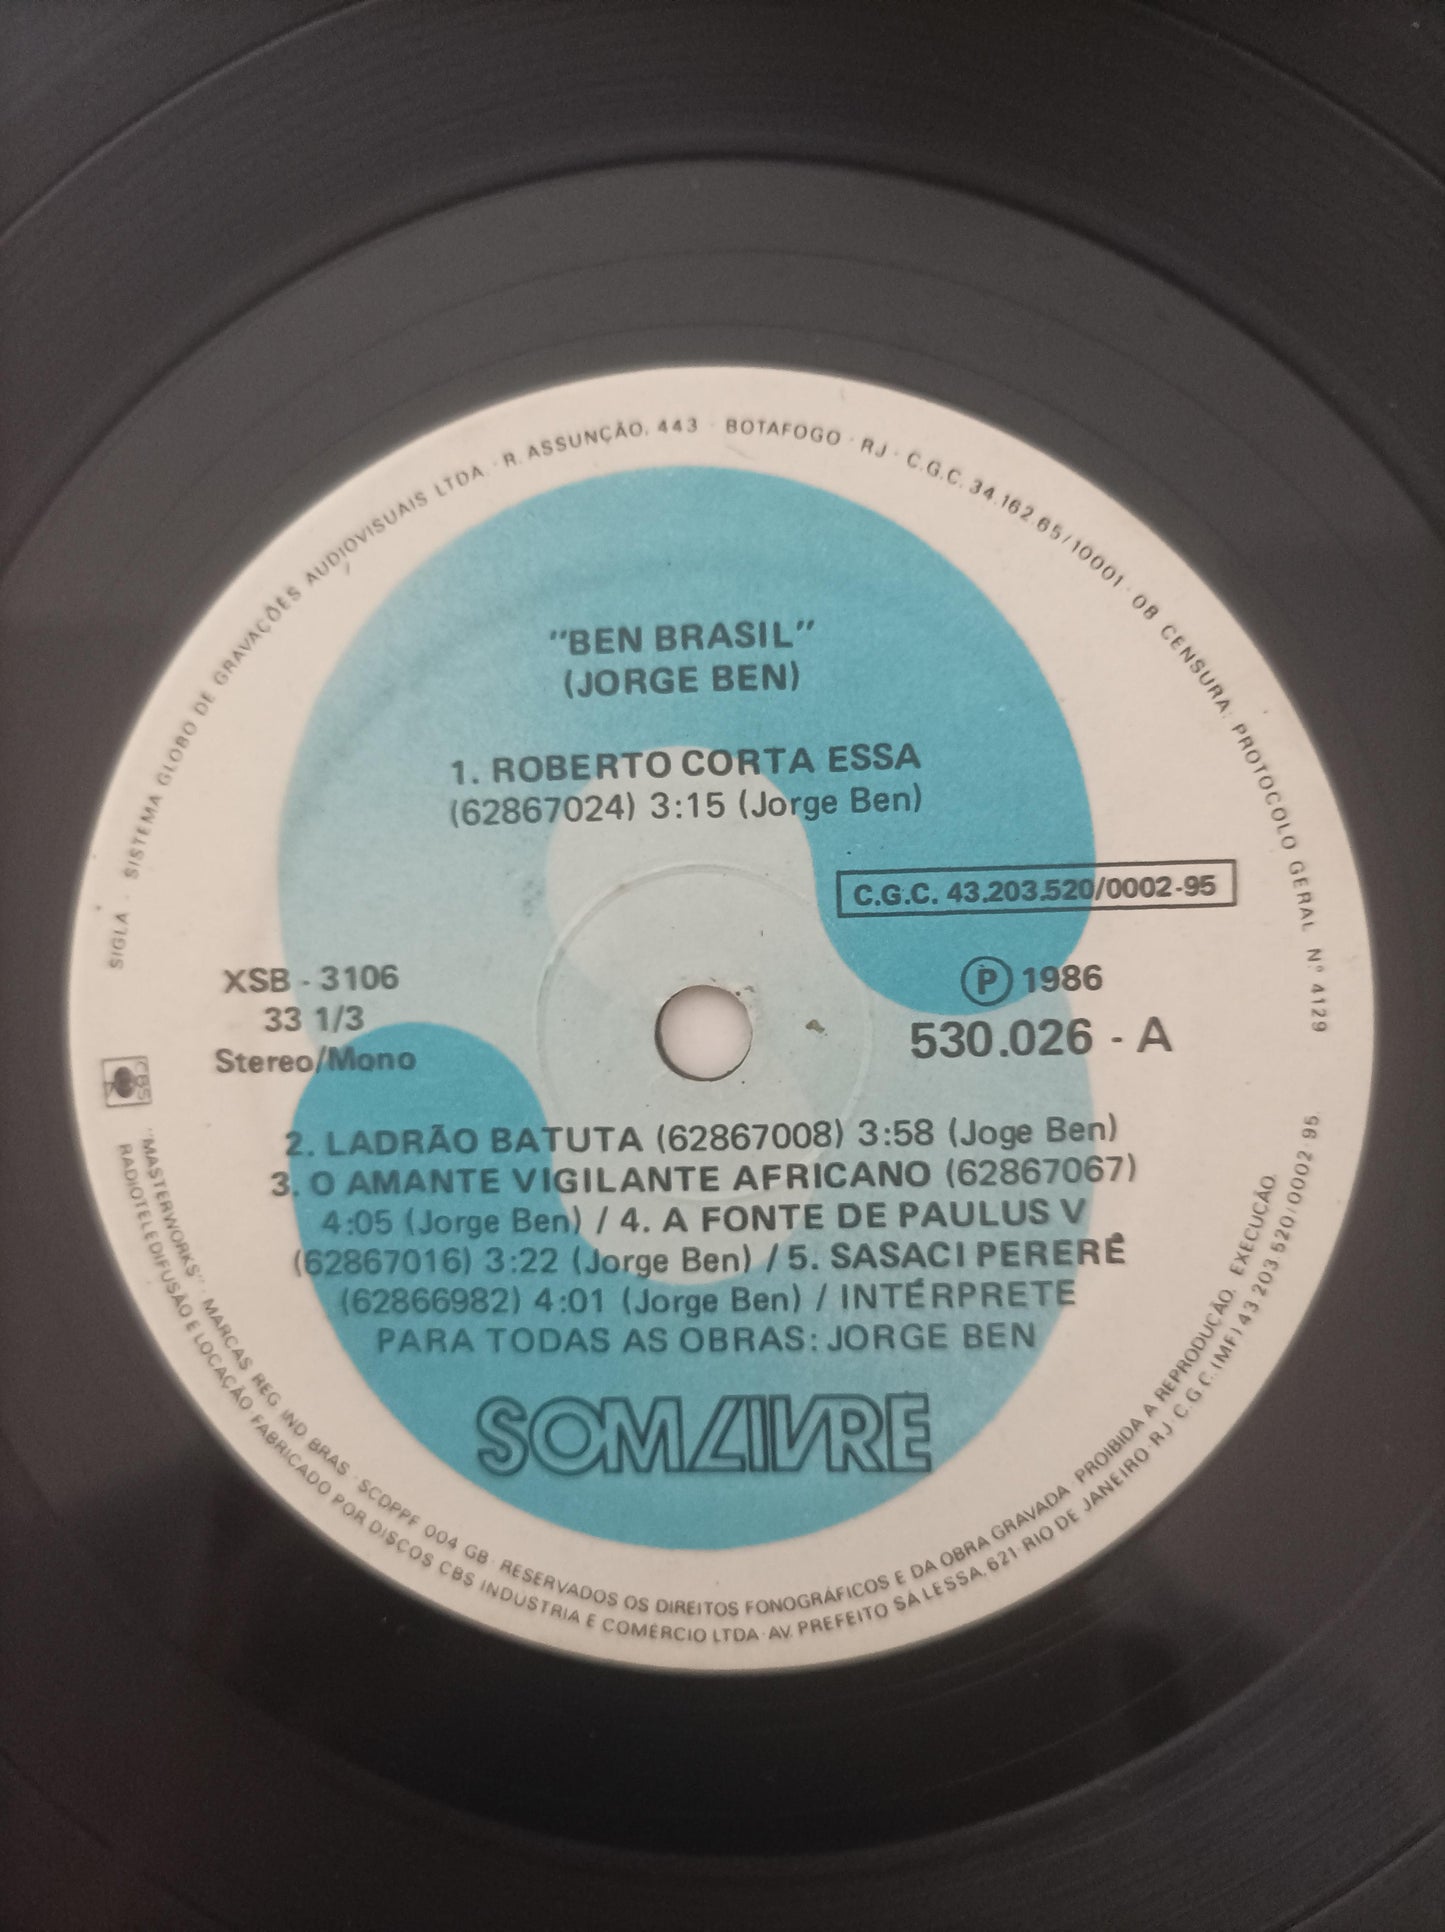 SIGLA - SISTEMA GLOBO DE GRAVAÇÕES AUDIOVISUAIS LTDA · R. ASSUNÇÃO, 443 · BOTAFOGO · RJ · C.G.C. 34.162.65/10001 · 08 CENSURA: PROTOCOLO GERAL Nº 4129
"BEN BRASIL"
(JORGE BEN)
1. ROBERTO CORTA ESSA
(62867024) 3:15 (Jorge Ben)
C.G.C. 43.203.520/0002-95
XSB - 3106
33 1/3
Stereo/Mono
Ⓟ 1986
530.026 - A
CBS
2. LADRÃO BATUTA (62867008) 3:58 (Joge Ben)
3. O AMANTE VIGILANTE AFRICANO (62867067)
4:05 (Jorge Ben) / 4. A FONTE DE PAULUS V
(62867016) 3:22 (Jorge Ben) / 5. SASACI PERERÊ
(62866982) 4:01 (Jorge Ben) / INTÉRPRETE
PARA TODAS AS OBRAS: JORGE BEN
SOM LIVRE
"MASTERWORKS". MARCAS REG. IND BRAS · SCDPPF 004 GB · RESERVADOS OS DIREITOS FONOGRÁFICOS E DA OBRA GRAVADA · PROIBIDA A REPRODUÇÃO. EXECUÇÃO.
RADIOTELEDIFUSÃO E LOCAÇÃO FABRICADO POR DISCOS CBS INDÚSTRIA E COMÉRCIO LTDA · AV. PREFEITO SÁ LESSA, 621 · RIO DE JANEIRO · RJ · C.G.C. (MF) 43 203 520/0002 95